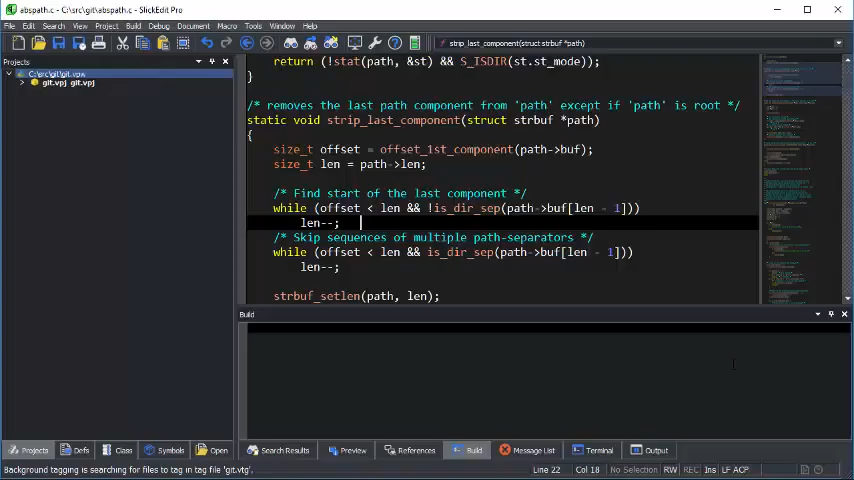 abspath.c - C:\src\git\abspath.c - SlickEdit Pro
File Edit Search View Project Build Debug Document Macro Tools Window Help
strip_last_component(struct strbuf *path)
Projects
C:\src\git\git.vpw
git.vpj git.vpj
return (!stat(path, &st) && S_ISDIR(st.st_mode));
}
/* removes the last path component from 'path' except if 'path' is root */
static void strip_last_component(struct strbuf *path)
{
size_t offset = offset_1st_component(path->buf);
size_t len = path->len;
/* Find start of the last component */
while (offset < len && !is_dir_sep(path->buf[len - 1]))
len--;
/* Skip sequences of multiple path-separators */
while (offset < len && is_dir_sep(path->buf[len - 1]))
len--;
strbuf_setlen(path, len);
Build
Projects Defs Class Symbols Open Search Results Preview References Build Message List Terminal Output
Background tagging is searching for files to tag in tag file 'git.vtg'. Line 22 Col 18 No Selection RW REC Ins LF ACP